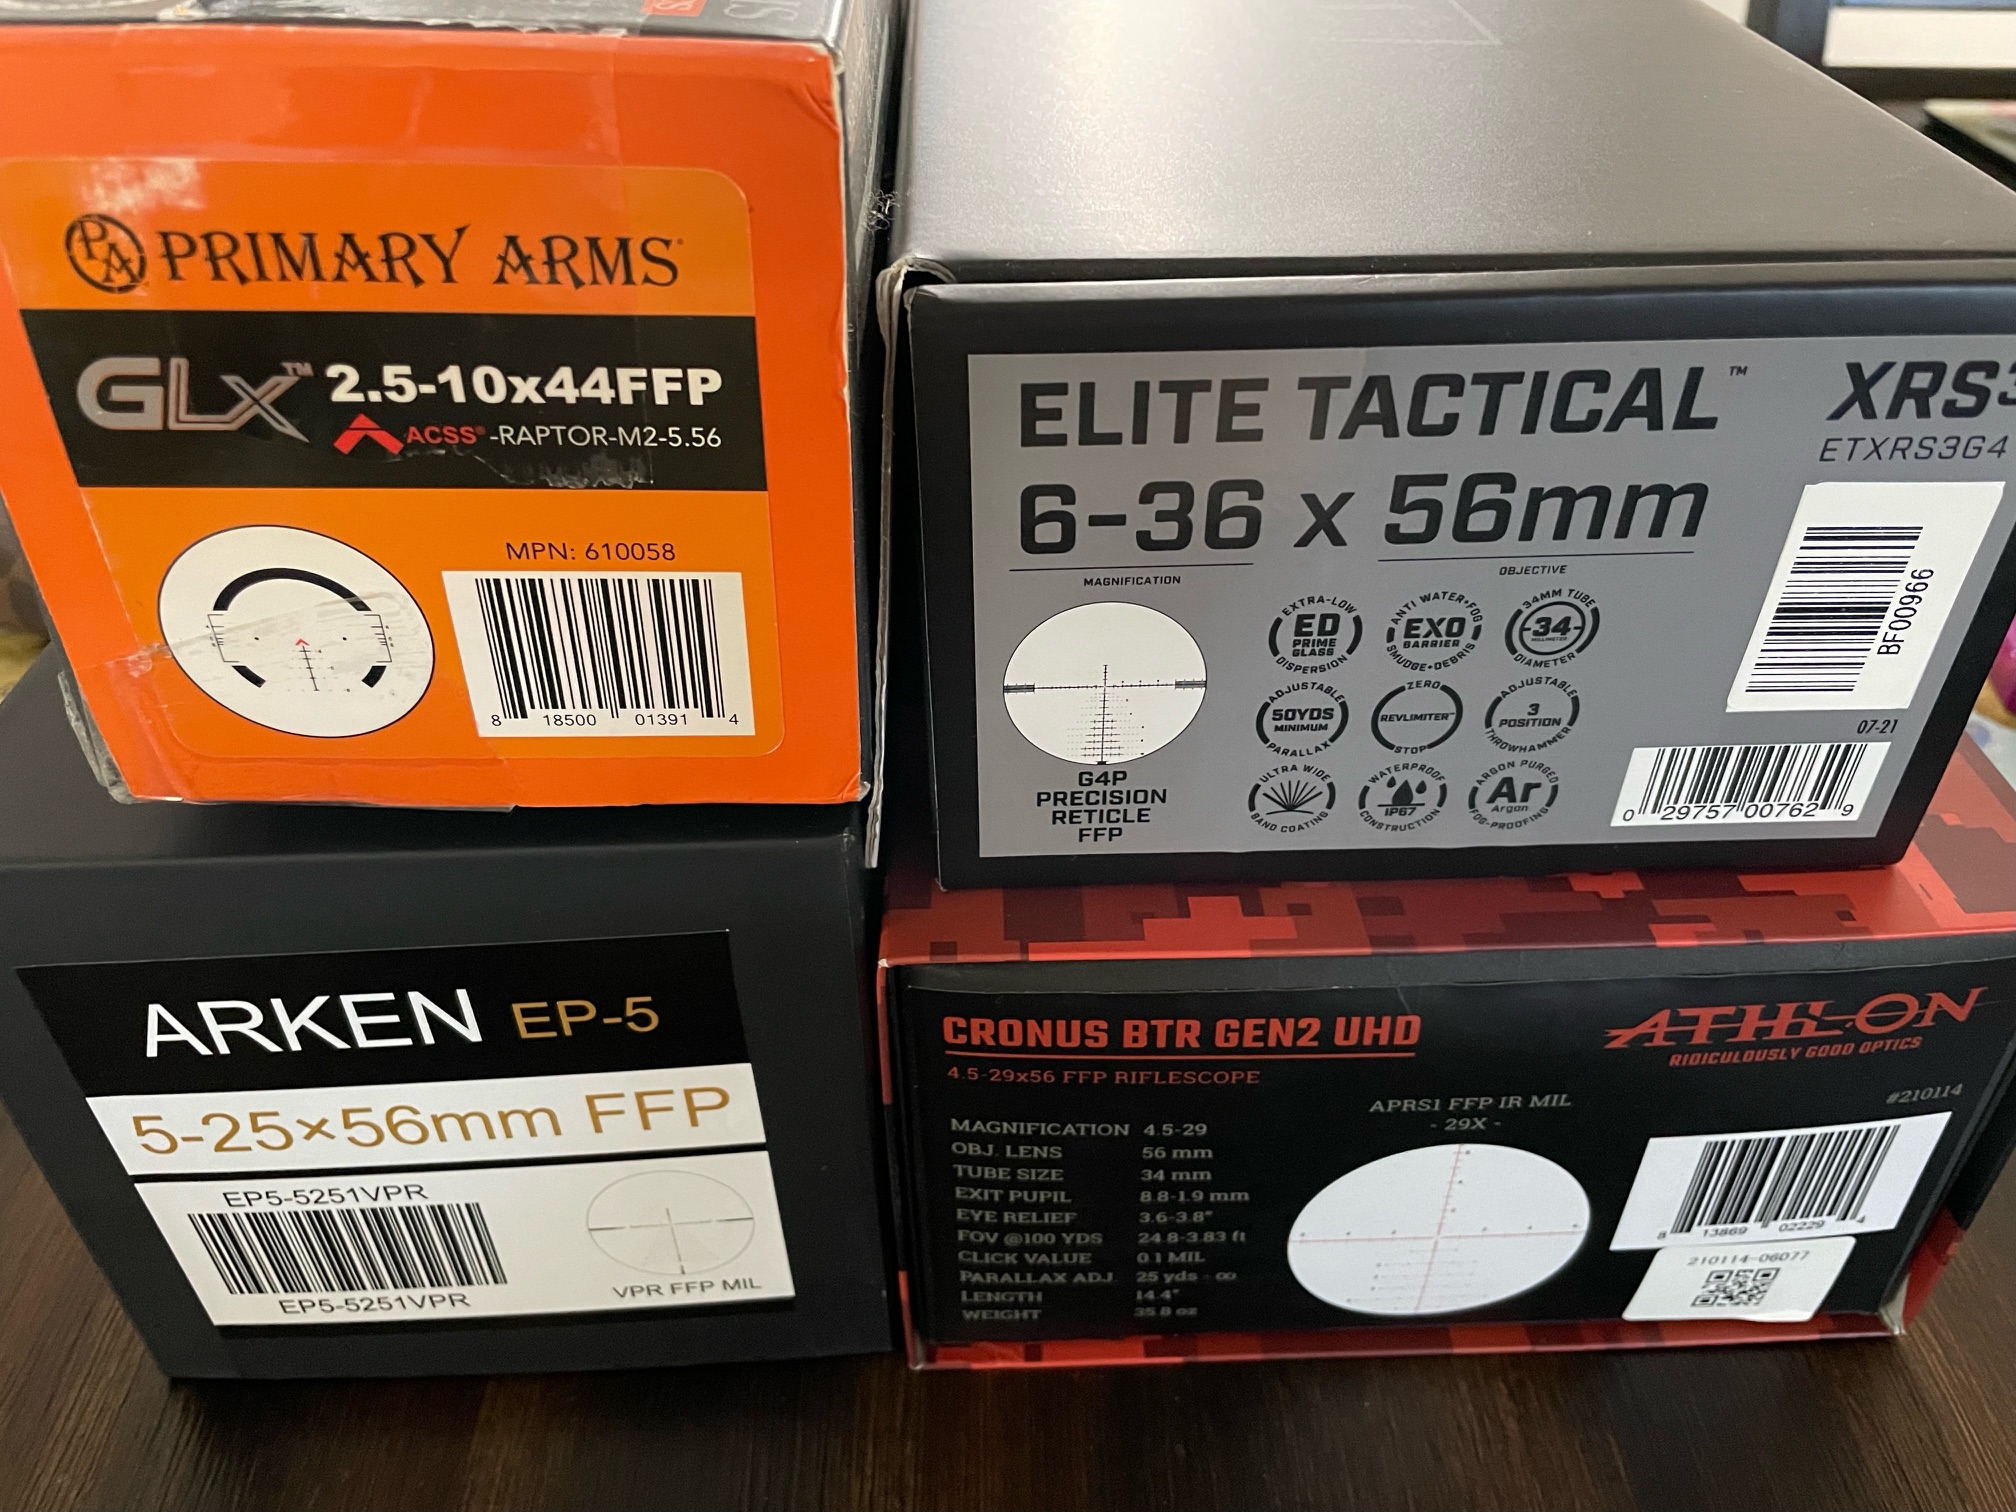 PA PRIMARY ARMS
GLx™ 2.5-10x44FFP
ACSS®-RAPTOR-M2-5.56
MPN: 610058
8 18500 01391 4
ELITE TACTICAL™
XRS3
ETXRS3G4
6-36 x 56mm
MAGNIFICATION
OBJECTIVE
EXTRA-LOW
ED
PRIME
GLASS
DISPERSION
ANTI WATER+FOG
EXO
BARRIER
SMUDGE+DEBRIS
34MM TUBE
-34-
MILLIMETER
DIAMETER
ADJUSTABLE
50YDS
MINIMUM
PARALLAX
ZERO
REVLIMITER™
STOP
ADJUSTABLE
3
POSITION
THROWHAMMER
ULTRA WIDE
BAND COATING
WATERPROOF
IP67
CONSTRUCTION
ARGON PURGED
Ar
Argon
FOG-PROOFING
G4P
PRECISION
RETICLE
FFP
BF00966
07-21
0 29757 00762 9
ARKEN EP-5
5-25×56mm FFP
EP5-5251VPR
EP5-5251VPR
VPR FFP MIL
CRONUS BTR GEN2 UHD
4.5-29x56 FFP RIFLESCOPE
ATHLON
RIDICULOUSLY GOOD OPTICS
#210114
MAGNIFICATION 4.5-29
OBJ. LENS 56 mm
TUBE SIZE 34 mm
EXIT PUPIL 8.8-1.9 mm
EYE RELIEF 3.6-3.8"
FOV @100 YDS 24.8-3.83 ft
CLICK VALUE 0.1 MIL
PARALLAX ADJ 25 yds - ∞
LENGTH 14.4"
WEIGHT 35.8 oz
APRS1 FFP IR MIL
- 29X -
8 13869 02229 4
210114-06077